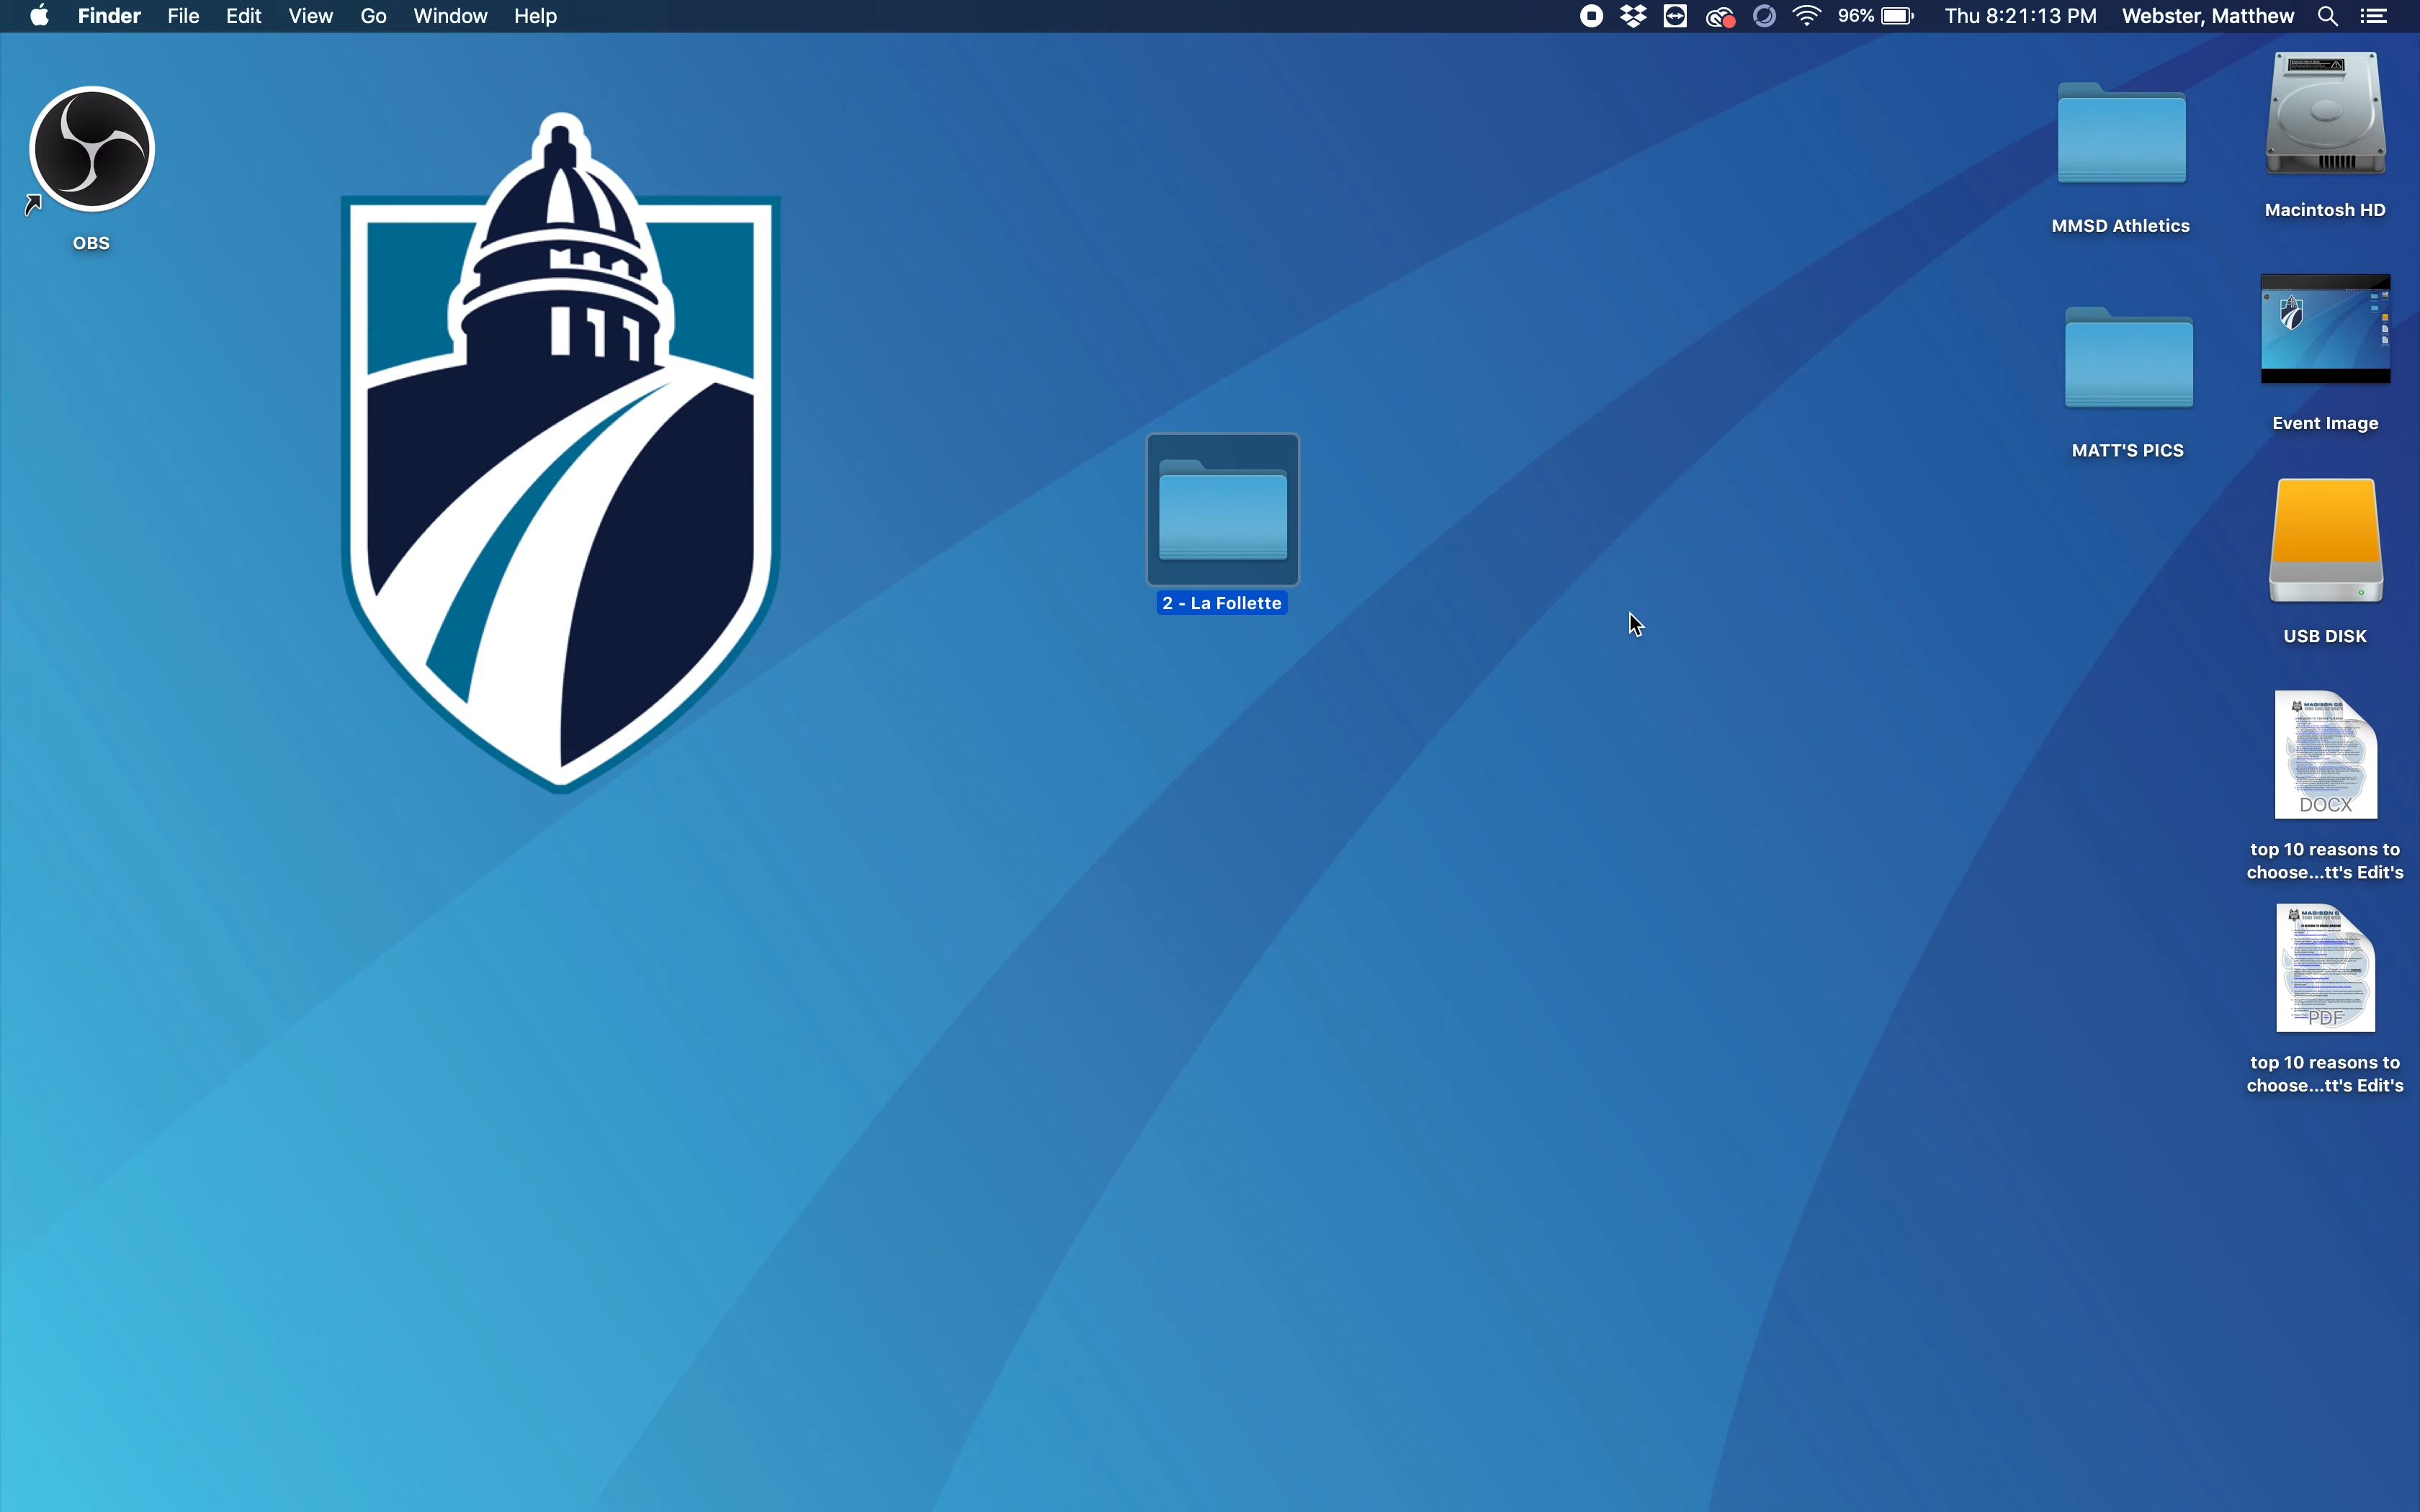 Finder File Edit View Go Window Help 96% Thu 8:21:13 PM Webster, Matthew
OBS
MMSD Athletics
Macintosh HD
Event Image
MATT'S PICS
2 - La Follette
USB DISK
DOCX
top 10 reasons to
choose...tt's Edit's
PDF
top 10 reasons to
choose...tt's Edit's